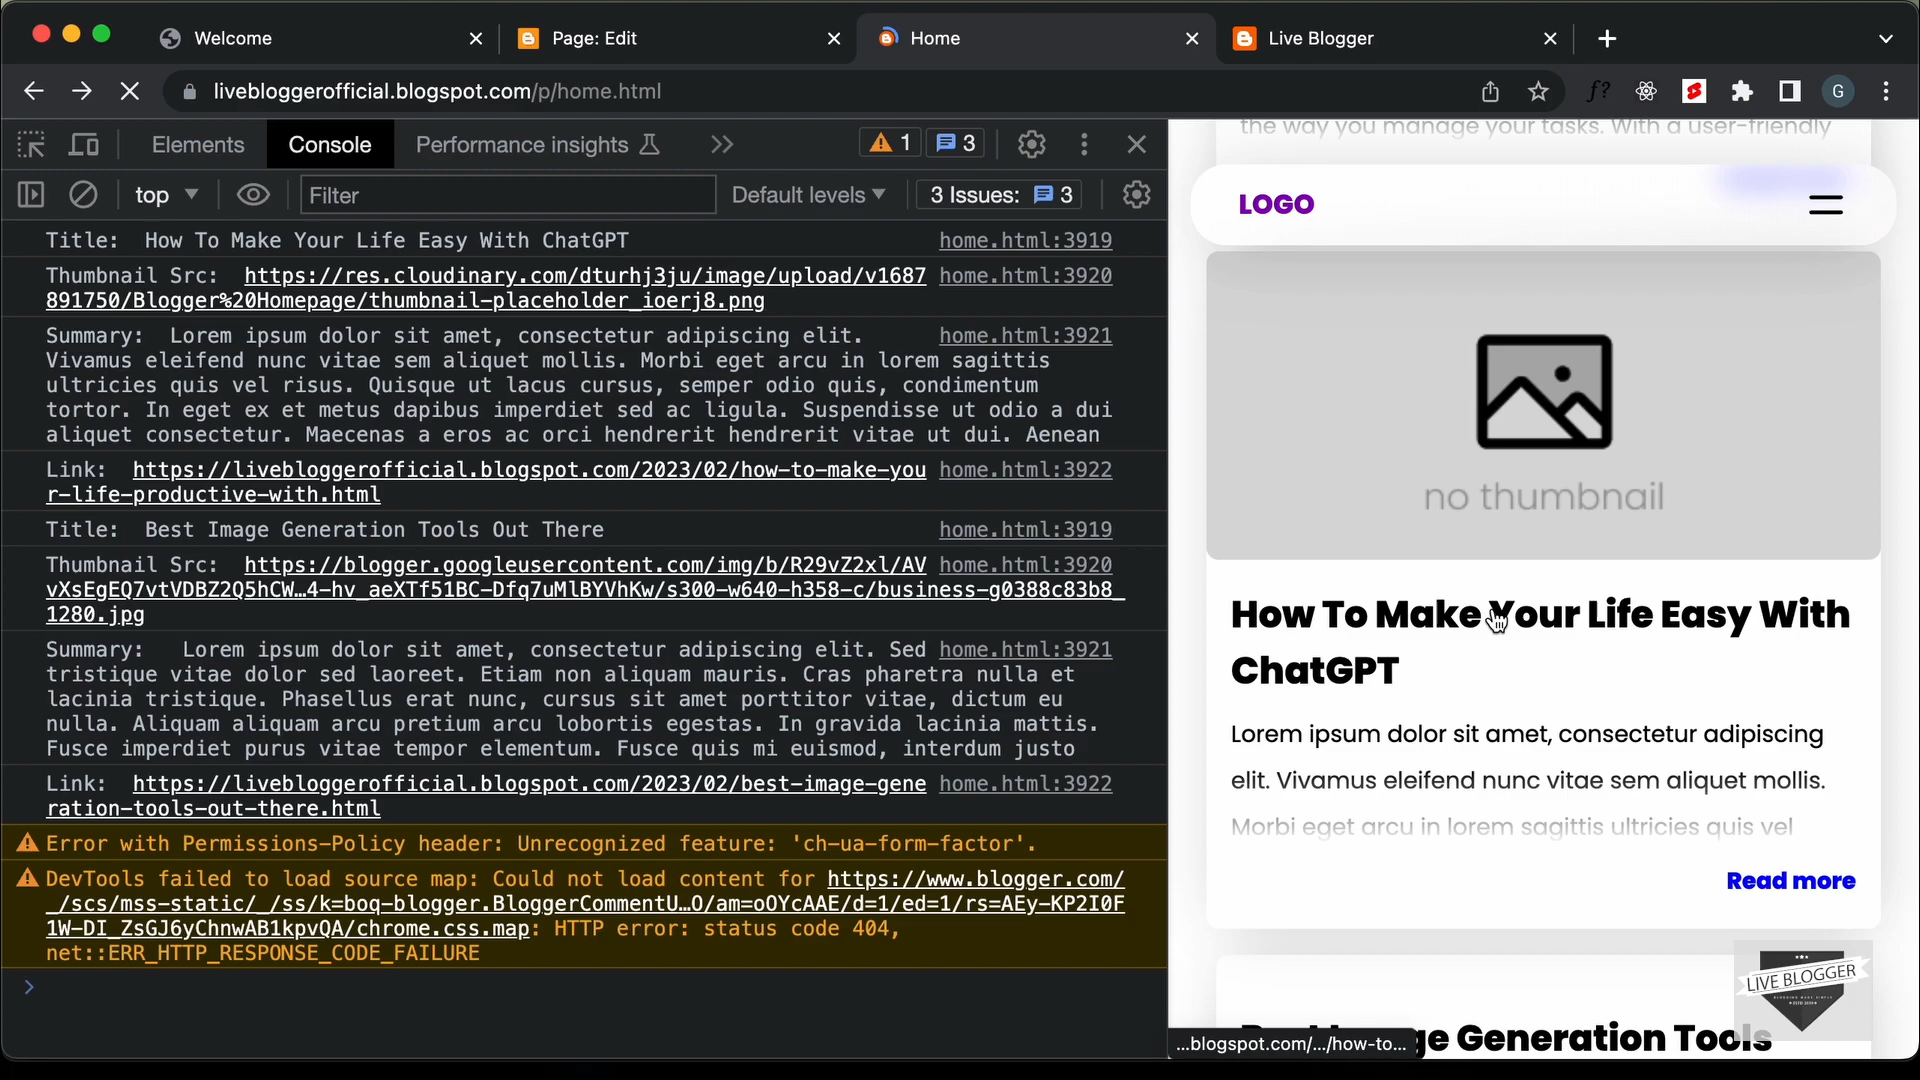 Welcome
Page: Edit
Home
Live Blogger
livebloggerofficial.blogspot.com/p/home.html
f?
G
Elements
Console
Performance insights
1
3
top
Filter
Default levels
3 Issues:
3
Title: How To Make Your Life Easy With ChatGPT
home.html:3919
Thumbnail Src: https://res.cloudinary.com/dturhj3ju/image/upload/v1687
home.html:3920
891750/Blogger%20Homepage/thumbnail-placeholder_ioerj8.png
Summary: Lorem ipsum dolor sit amet, consectetur adipiscing elit.
home.html:3921
Vivamus eleifend nunc vitae sem aliquet mollis. Morbi eget arcu in lorem sagittis
ultricies quis vel risus. Quisque ut lacus cursus, semper odio quis, condimentum
tortor. In eget ex et metus dapibus imperdiet sed ac ligula. Suspendisse ut odio a dui
aliquet consectetur. Maecenas a eros ac orci hendrerit hendrerit vitae ut dui. Aenean
Link: https://livebloggerofficial.blogspot.com/2023/02/how-to-make-you
home.html:3922
r-life-productive-with.html
Title: Best Image Generation Tools Out There
home.html:3919
Thumbnail Src: https://blogger.googleusercontent.com/img/b/R29vZ2xl/AV
home.html:3920
vXsEgEQ7vtVDBZ2Q5hCW…4-hv_aeXTf51BC-Dfq7uMlBYVhKw/s300-w640-h358-c/business-g0388c83b8_
1280.jpg
Summary: Lorem ipsum dolor sit amet, consectetur adipiscing elit. Sed
home.html:3921
tristique vitae dolor sed laoreet. Etiam non aliquam mauris. Cras pharetra nulla et
lacinia tristique. Phasellus erat nunc, cursus sit amet porttitor vitae, dictum eu
nulla. Aliquam aliquam arcu pretium arcu lobortis egestas. In gravida lacinia mattis.
Fusce imperdiet purus vitae tempor elementum. Fusce quis mi euismod, interdum justo
Link: https://livebloggerofficial.blogspot.com/2023/02/best-image-gene
home.html:3922
ration-tools-out-there.html
Error with Permissions-Policy header: Unrecognized feature: 'ch-ua-form-factor'.
DevTools failed to load source map: Could not load content for https://www.blogger.com/
_/scs/mss-static/_/ss/k=boq-blogger.BloggerCommentU…O/am=oOYcAAE/d=1/ed=1/rs=AEy-KP2I0F
1W-DI_ZsGJ6yChnwAB1kpvQA/chrome.css.map: HTTP error: status code 404,
net::ERR_HTTP_RESPONSE_CODE_FAILURE
the way you manage your tasks. With a user-friendly
LOGO
no thumbnail
How To Make Your Life Easy With
ChatGPT
Lorem ipsum dolor sit amet, consectetur adipiscing
elit. Vivamus eleifend nunc vitae sem aliquet mollis.
Morbi eget arcu in lorem sagittis ultricies quis vel
Read more
LIVE BLOGGER
BLOGGING MADE SIMPLE
Generation Tools
...blogspot.com/.../how-to...